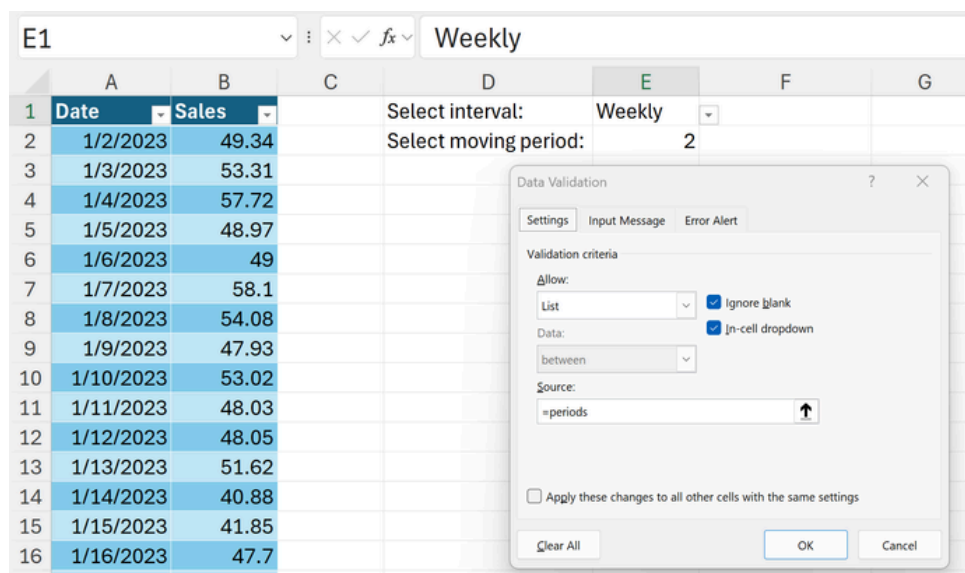 E1 fx Weekly
A B C D E F G
1 Date Sales Select interval: Weekly
2 1/2/2023 49.34 Select moving period: 2
3 1/3/2023 53.31
4 1/4/2023 57.72
5 1/5/2023 48.97
6 1/6/2023 49
7 1/7/2023 58.1
8 1/8/2023 54.08
9 1/9/2023 47.93
10 1/10/2023 53.02
11 1/11/2023 48.03
12 1/12/2023 48.05
13 1/13/2023 51.62
14 1/14/2023 40.88
15 1/15/2023 41.85
16 1/16/2023 47.7
Data Validation ?
Settings Input Message Error Alert
Validation criteria
Allow:
List Ignore blank
Data: In-cell dropdown
between
Source:
=periods
Apply these changes to all other cells with the same settings
Clear All OK Cancel